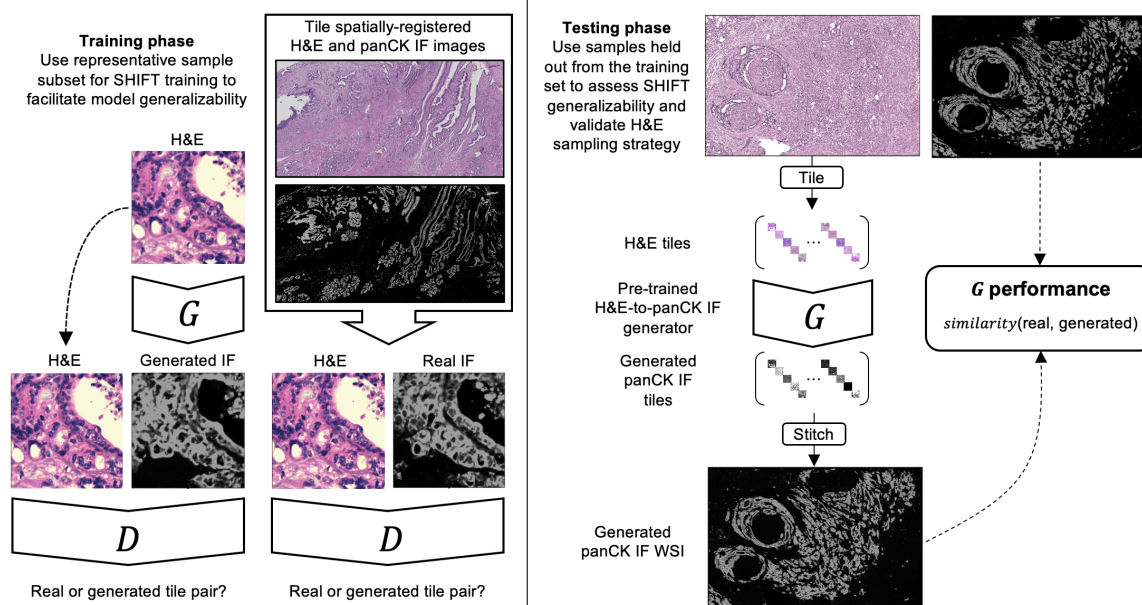 Training phase
Use representative sample
subset for SHIFT training to
facilitate model generalizability
H&E
G
Tile spatially-registered
H&E and panCK IF images
H&E
Generated IF
H&E
Real IF
D
D
Real or generated tile pair?
Real or generated tile pair?
Testing phase
Use samples held
out from the training
set to assess SHIFT
generalizability and
validate H&E
sampling strategy
Tile
H&E tiles
...
Pre-trained
H&E-to-panCK IF
generator
G
Generated
panCK IF
tiles
...
Stitch
Generated
panCK IF WSI
G performance
similarity(real, generated)